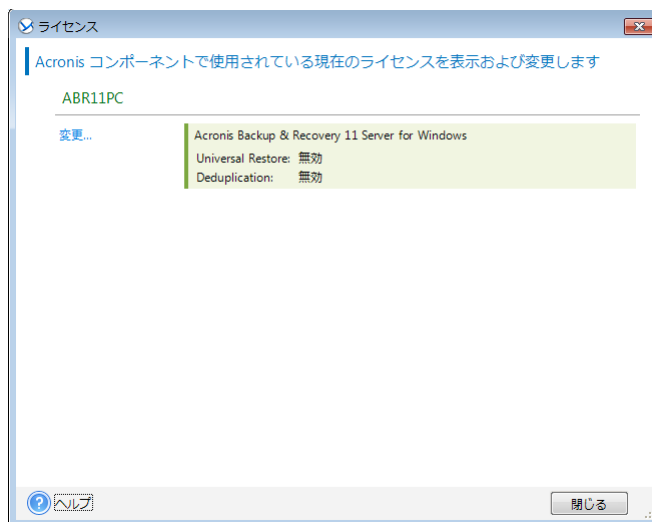 ライセンス
Acronis コンポーネントで使用されている現在のライセンスを表示および変更します
ABR11PC
変更...
Acronis Backup & Recovery 11 Server for Windows
Universal Restore: 無効
Deduplication: 無効
ヘルプ
閉じる